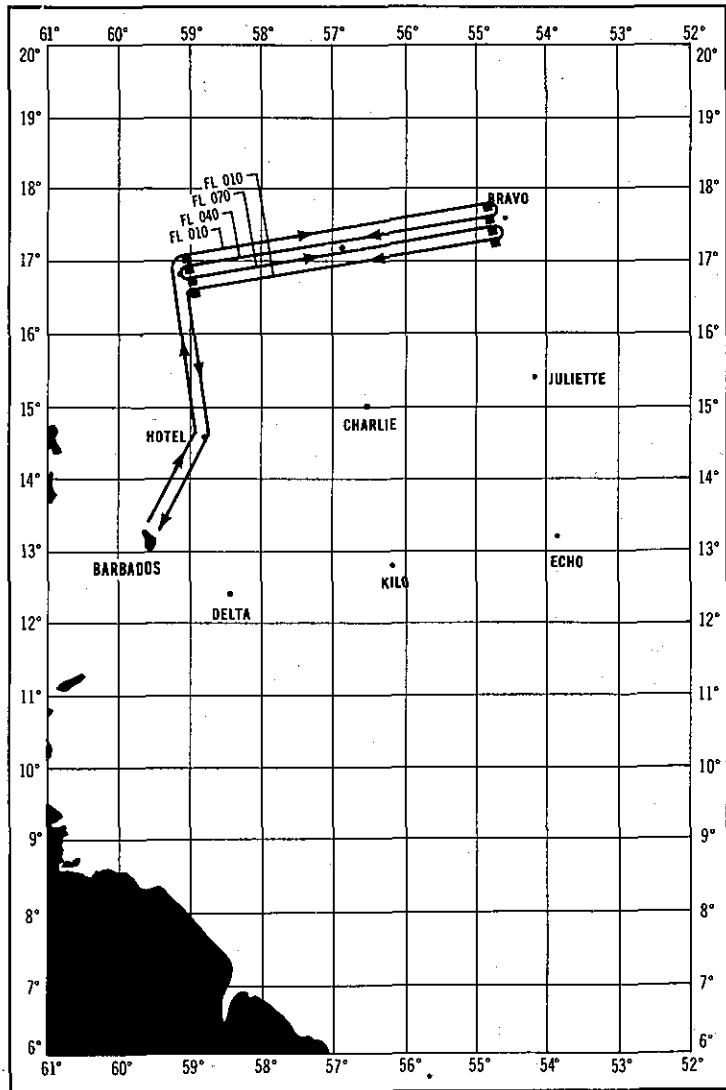 61° 60° 59° 58° 57° 56° 55° 54° 53° 52°
20° 20°
19° 19°
18° 18°
FL 010
FL 070
FL 040
FL 010
BRAVO
17° 17°
16° 16°
JULIETTE
15° 15°
CHARLIE
HOTEL
14° 14°
13° 13°
BARBADOS
ECHO
KILO
DELTA
12° 12°
11° 11°
10° 10°
9° 9°
8° 8°
7° 7°
6° 6°
61° 60° 59° 58° 57° 56° 55° 54° 53° 52°